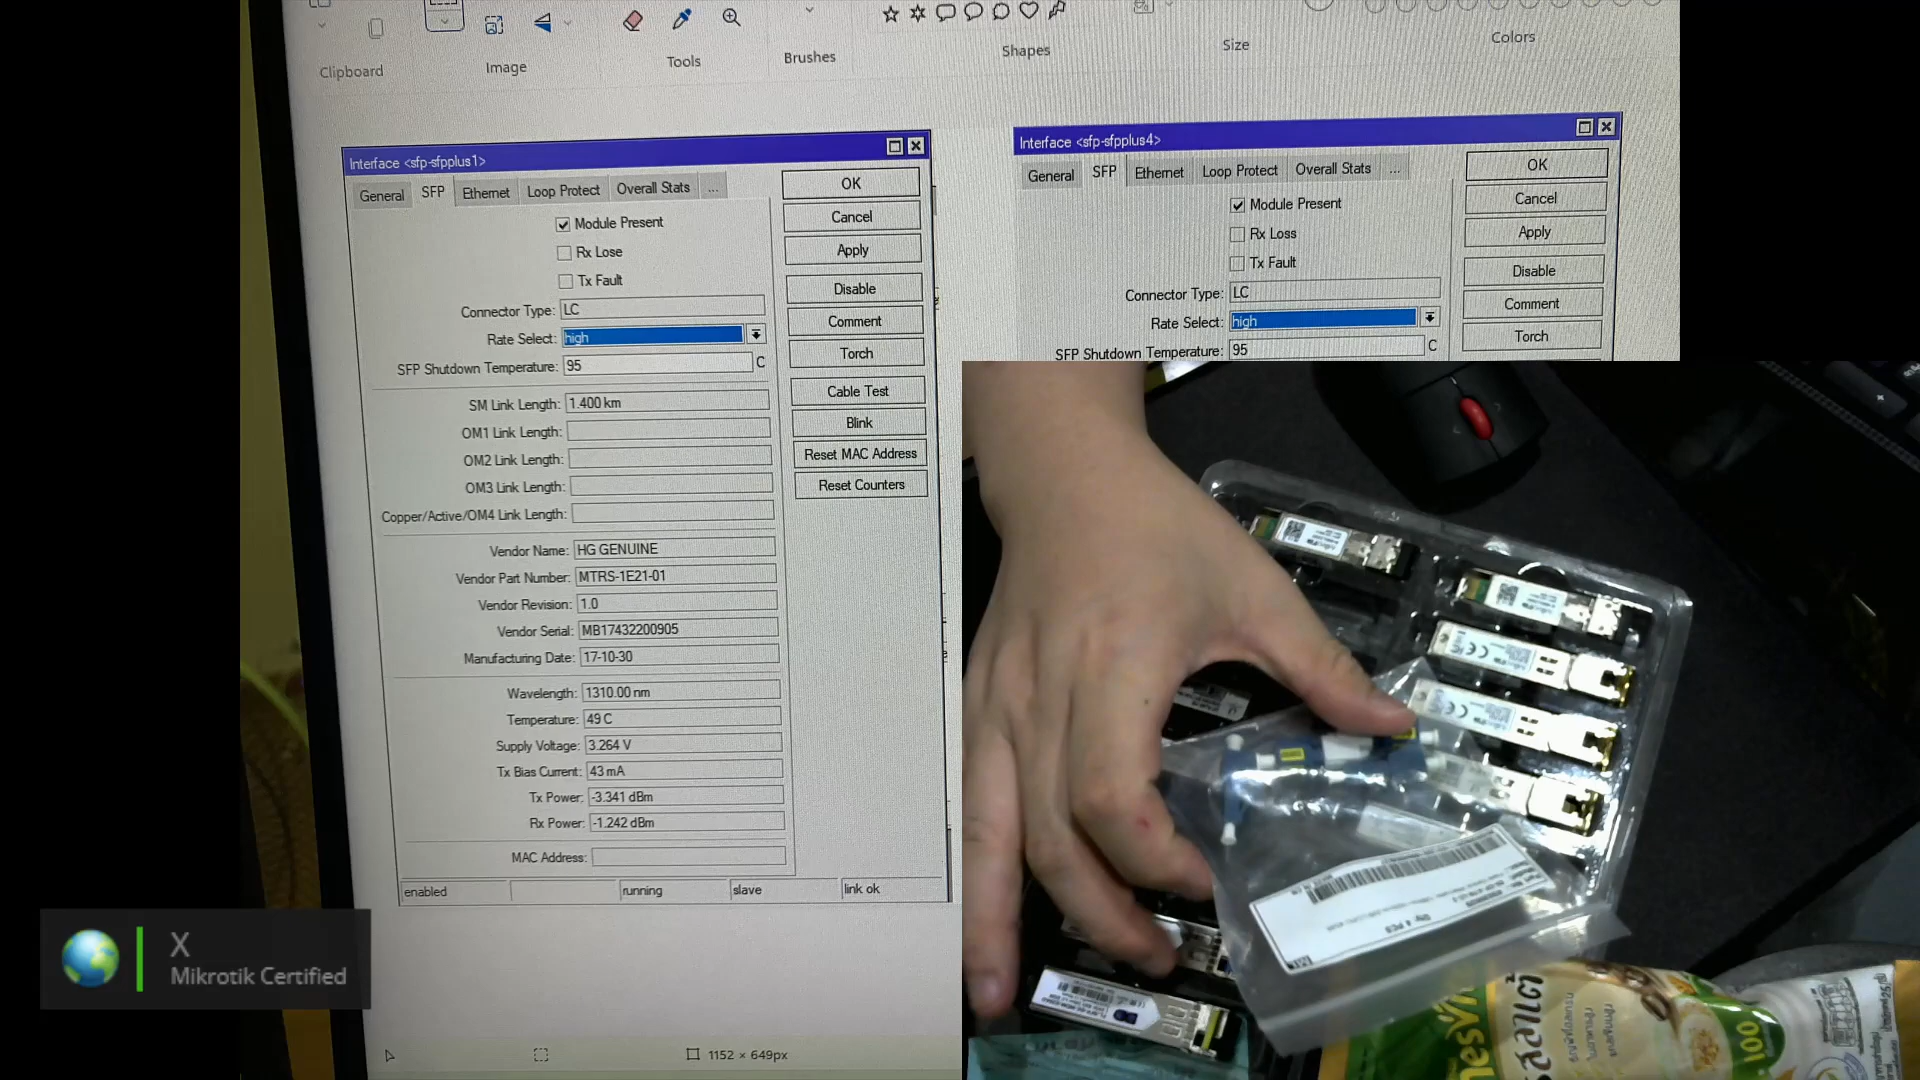 Clipboard
Image
Tools
Brushes
Shapes
Size
Colors
Interface <sfp-sfpplus1>
General SFP Ethernet Loop Protect Overall Stats ...
Module Present
Rx Lose
Tx Fault
Connector Type: LC
Rate Select: high
SFP Shutdown Temperature: 95 C
SM Link Length: 1.400 km
OM1 Link Length:
OM2 Link Length:
OM3 Link Length:
Copper/Active/OM4 Link Length:
Vendor Name: HG GENUINE
Vendor Part Number: MTRS-1E21-01
Vendor Revision: 1.0
Vendor Serial: MB17432200905
Manufacturing Date: 17-10-30
Wavelength: 1310.00 nm
Temperature: 49 C
Supply Voltage: 3.264 V
Tx Bias Current: 43 mA
Tx Power: -3.341 dBm
Rx Power: -1.242 dBm
MAC Address:
enabled running slave link ok
OK
Cancel
Apply
Disable
Comment
Torch
Cable Test
Blink
Reset MAC Address
Reset Counters
Interface <sfp-sfpplus4>
General SFP Ethernet Loop Protect Overall Stats ...
Module Present
Rx Loss
Tx Fault
Connector Type: LC
Rate Select: high
SFP Shutdown Temperature: 95 C
OK
Cancel
Apply
Disable
Comment
Torch
1152 × 649px
X
Mikrotik Certified
Qty: 4 PCS
100